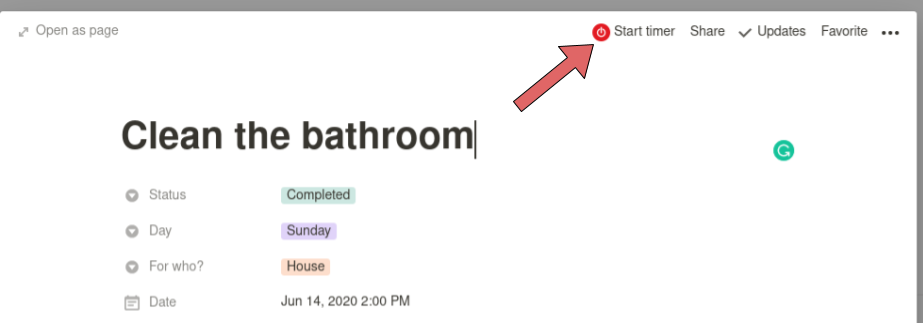 Open as page
Start timer Share Updates Favorite
Clean the bathroom
Status Completed
Day Sunday
For who? House
Date Jun 14, 2020 2:00 PM